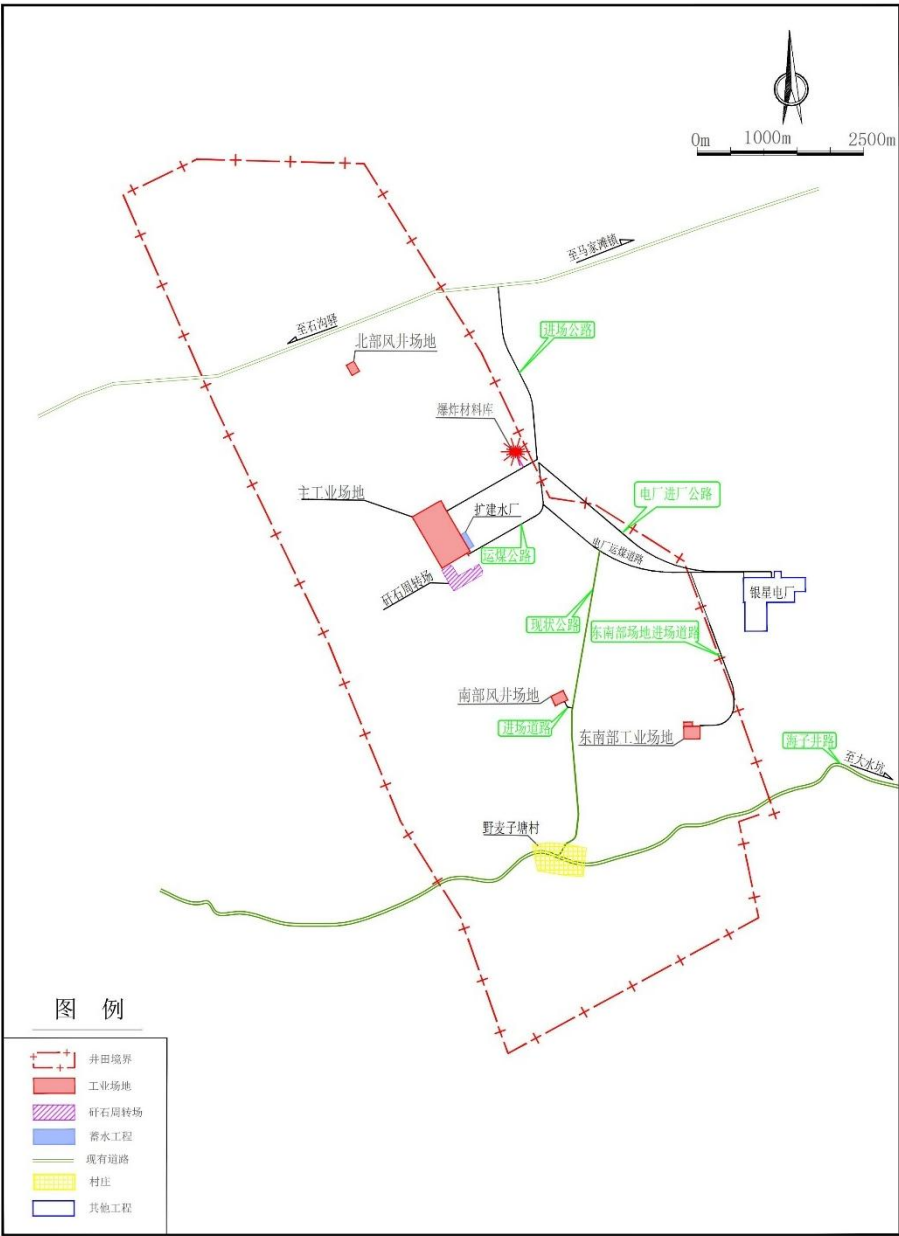 0m 1000m 2500m
至马家滩镇
至石沟驿
进场公路
北部风井场地
爆炸材料库
主工业场地
扩建水厂
电厂进厂公路
运煤公路
电厂运煤道路
矸石周转场
银星电厂
现状公路
东南部场地进场道路
南部风井场地
进场道路
东南部工业场地
海子井路
至大水坑
野麦子塘村
图 例
井田境界
工业场地
矸石周转场
蓄水工程
现有道路
村庄
其他工程